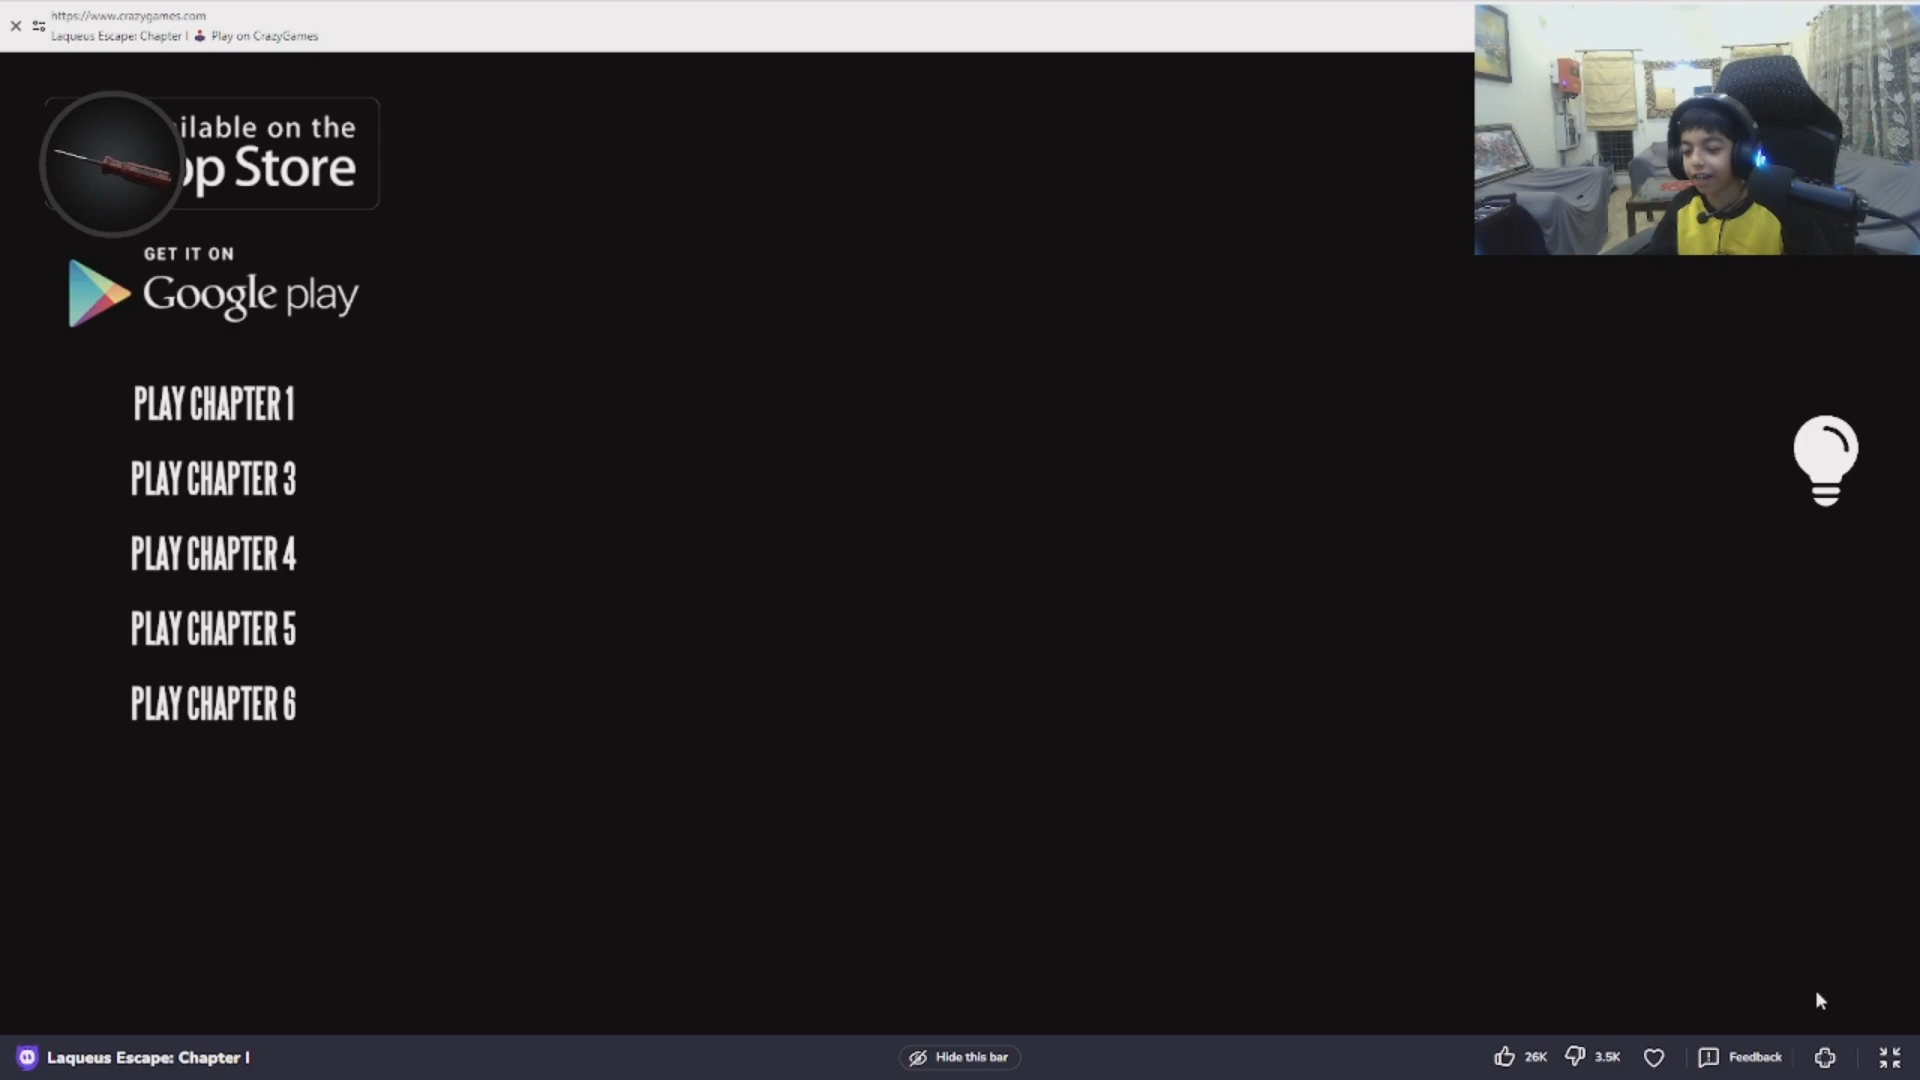 https://www.crazygames.com
Laqueus Escape: Chapter I Play on CrazyGames
ilable on the
pp Store
GET IT ON
Google play
PLAY CHAPTER 1
PLAY CHAPTER 3
PLAY CHAPTER 4
PLAY CHAPTER 5
PLAY CHAPTER 6
Laqueus Escape: Chapter I
Hide this bar
26K
3.5K
Feedback